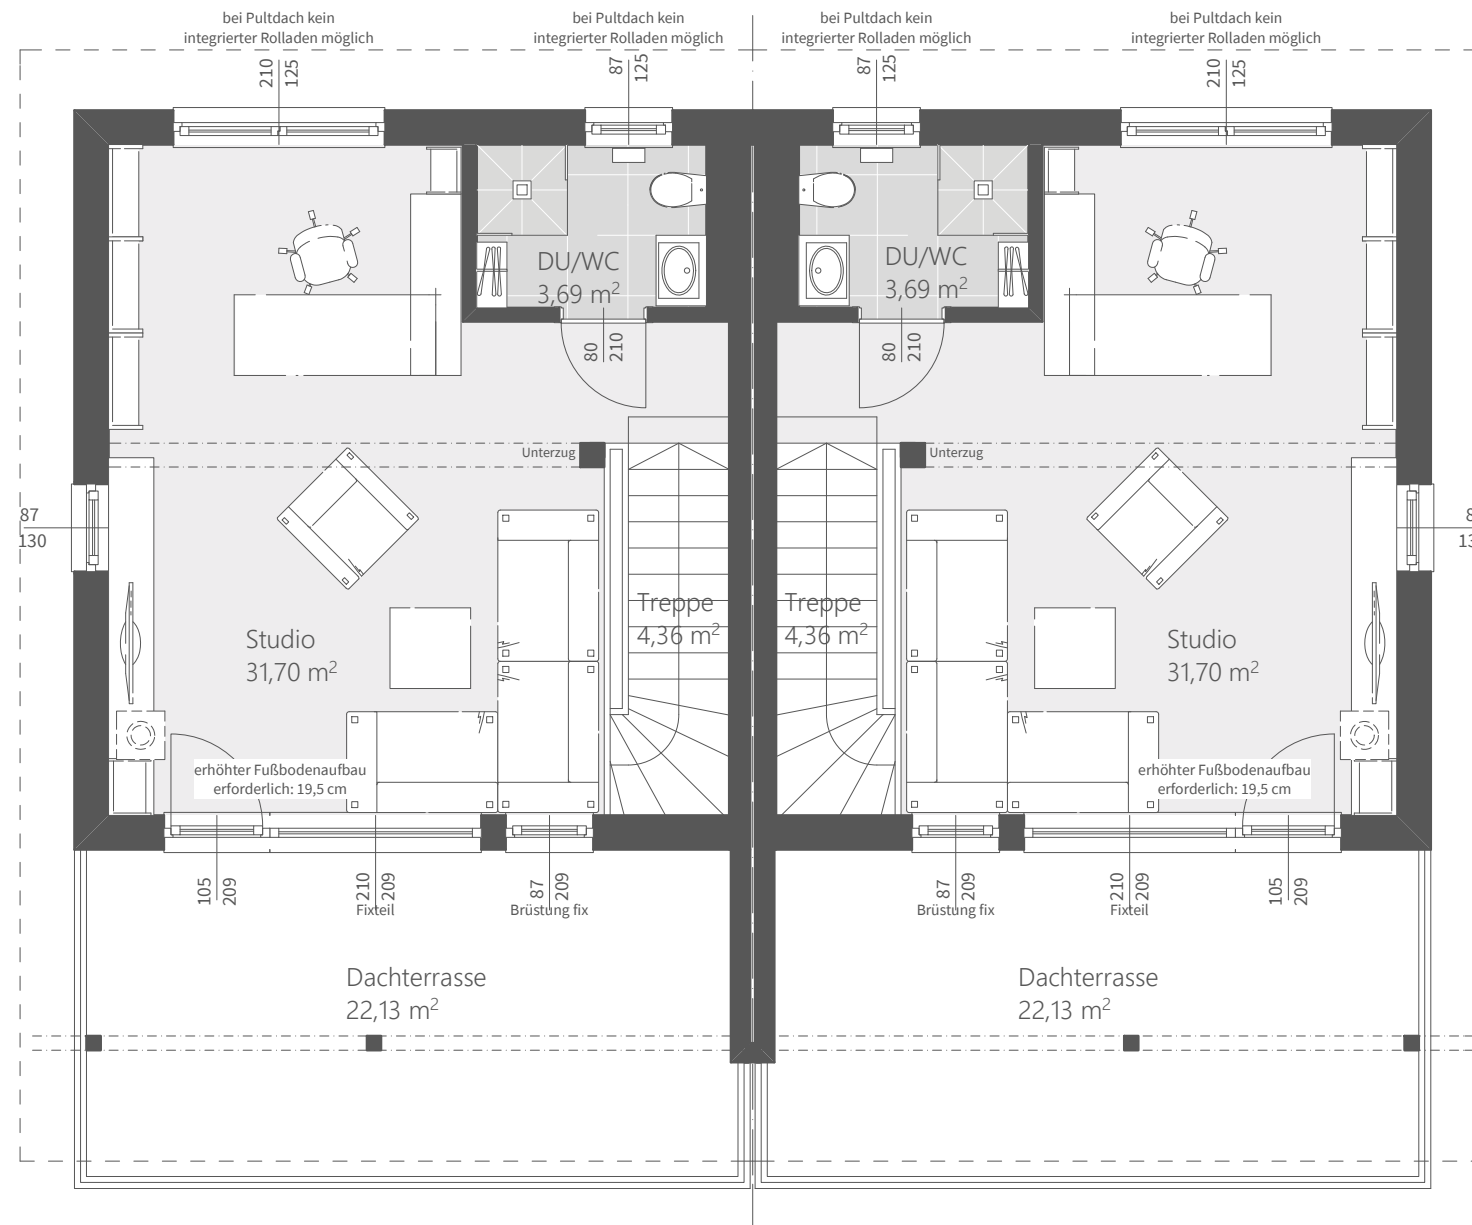 bei Pultdach kein
integrierter Rolladen möglich
bei Pultdach kein
integrierter Rolladen möglich
bei Pultdach kein
integrierter Rolladen möglich
bei Pultdach kein
integrierter Rolladen möglich
210
125
87
125
87
125
210
125
DU/WC
3,69 m²
DU/WC
3,69 m²
80
210
80
210
Unterzug
Unterzug
87
130
8
13
Treppe
4,36 m²
Treppe
4,36 m²
Studio
31,70 m²
Studio
31,70 m²
erhöhter Fußbodenaufbau
erforderlich: 19,5 cm
erhöhter Fußbodenaufbau
erforderlich: 19,5 cm
105
209
210
209
Fixteil
87
209
Brüstung fix
87
209
Brüstung fix
210
209
Fixteil
105
209
Dachterrasse
22,13 m²
Dachterrasse
22,13 m²